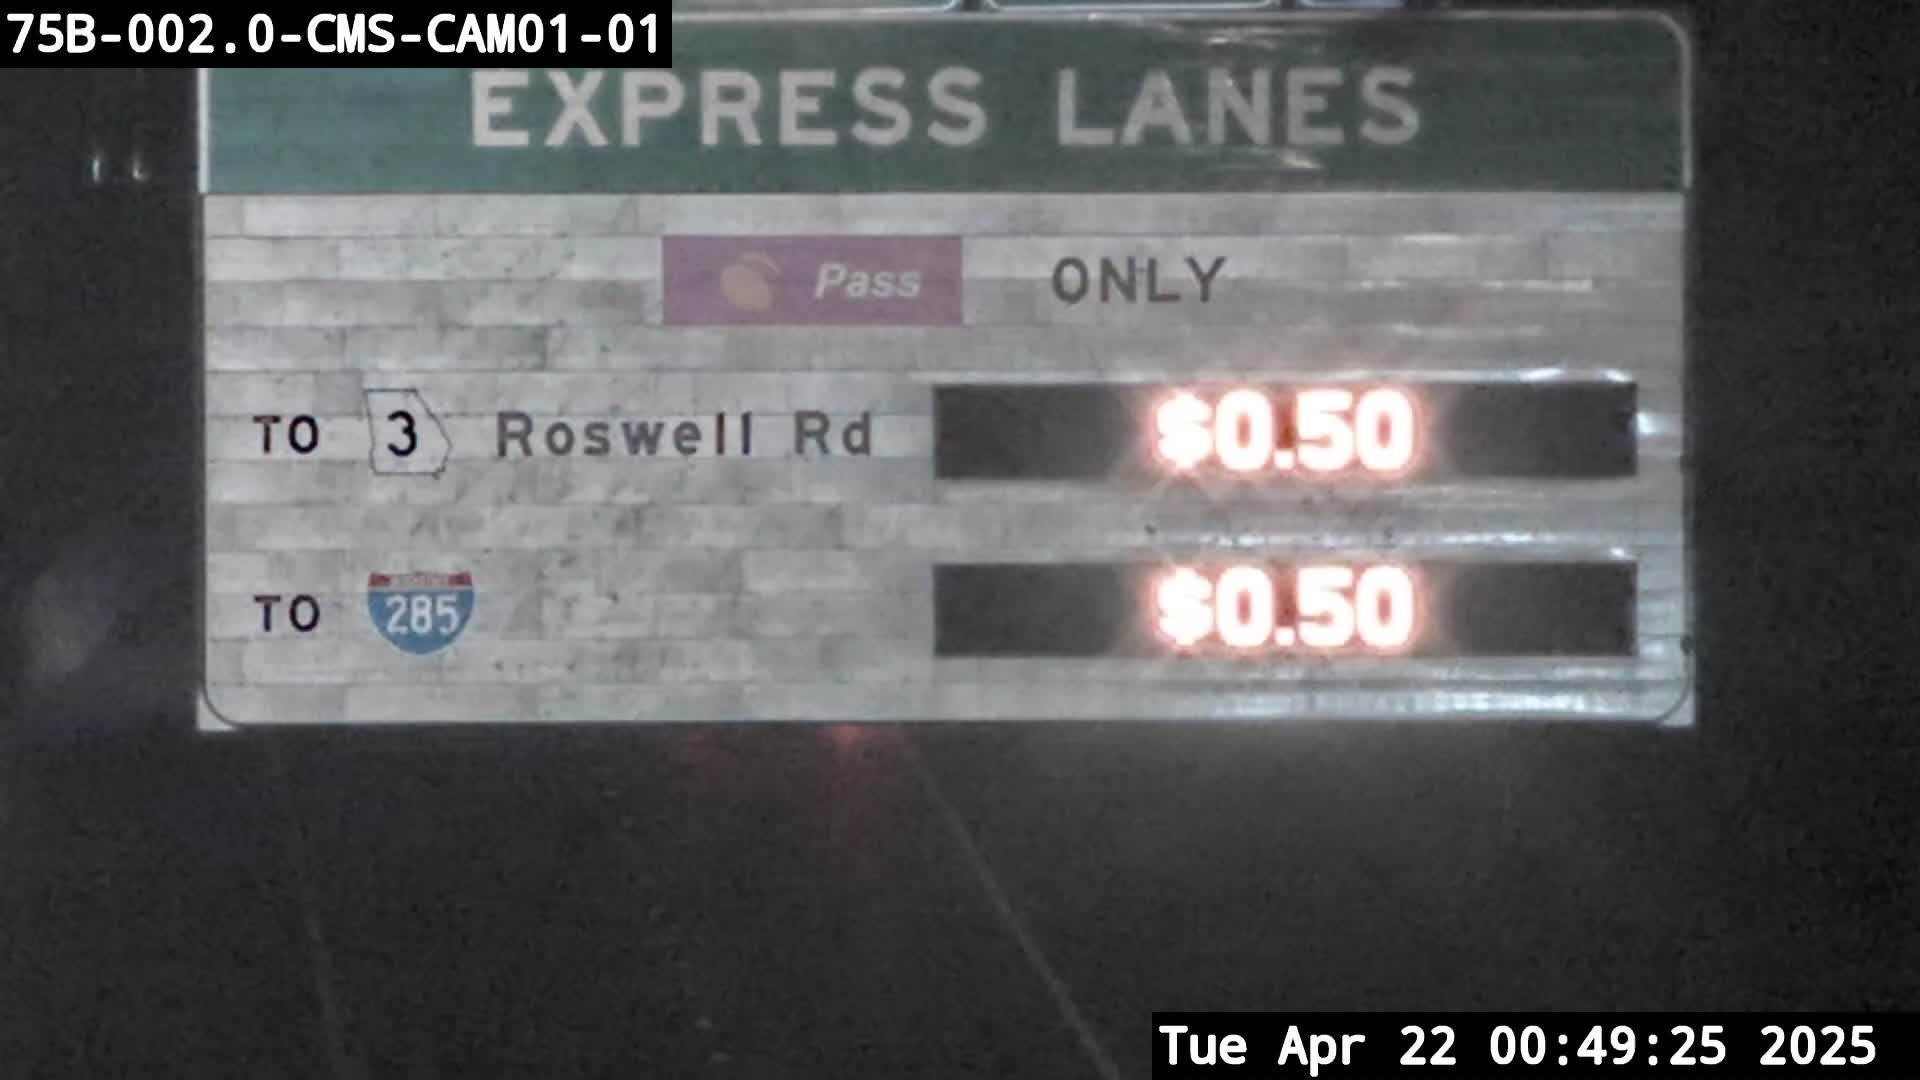 75B-002.0-CMS-CAM01-01
EXPRESS LANES
Pass ONLY
TO 3 Roswell Rd $0.50
TO 285 $0.50
Tue Apr 22 00:49:25 2025